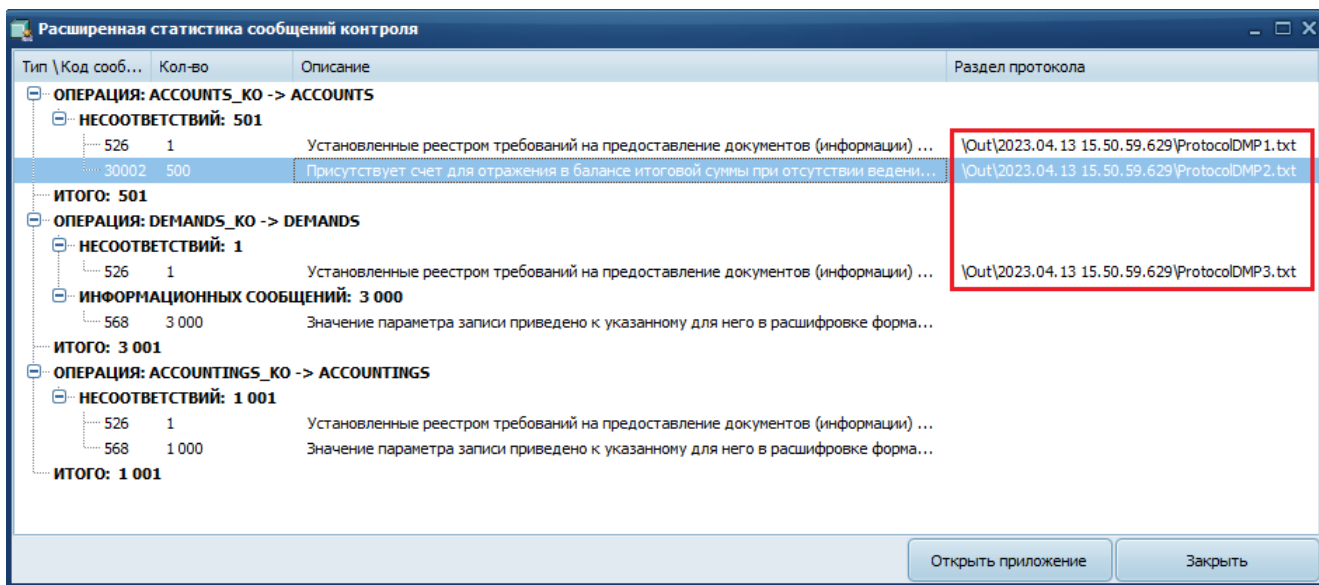 Расширенная статистика сообщений контроля
Тип \ Код сооб... Кол-во Описание Раздел протокола
ОПЕРАЦИЯ: ACCOUNTS_KO -> ACCOUNTS
НЕСООТВЕТСТВИЙ: 501
526 1 Установленные реестром требований на предоставление документов (информации) ... \Out\2023.04.13 15.50.59.629\ProtocolDMP1.txt
30002 500 Присутствует счет для отражения в балансе итоговой суммы при отсутствии ведени... \Out\2023.04.13 15.50.59.629\ProtocolDMP2.txt
ИТОГО: 501
ОПЕРАЦИЯ: DEMANDS_KO -> DEMANDS
НЕСООТВЕТСТВИЙ: 1
526 1 Установленные реестром требований на предоставление документов (информации) ... \Out\2023.04.13 15.50.59.629\ProtocolDMP3.txt
ИНФОРМАЦИОННЫХ СООБЩЕНИЙ: 3 000
568 3 000 Значение параметра записи приведено к указанному для него в расшифровке форма...
ИТОГО: 3 001
ОПЕРАЦИЯ: ACCOUNTINGS_KO -> ACCOUNTINGS
НЕСООТВЕТСТВИЙ: 1 001
526 1 Установленные реестром требований на предоставление документов (информации) ...
568 1 000 Значение параметра записи приведено к указанному для него в расшифровке форма...
ИТОГО: 1 001
Открыть приложение Закрыть